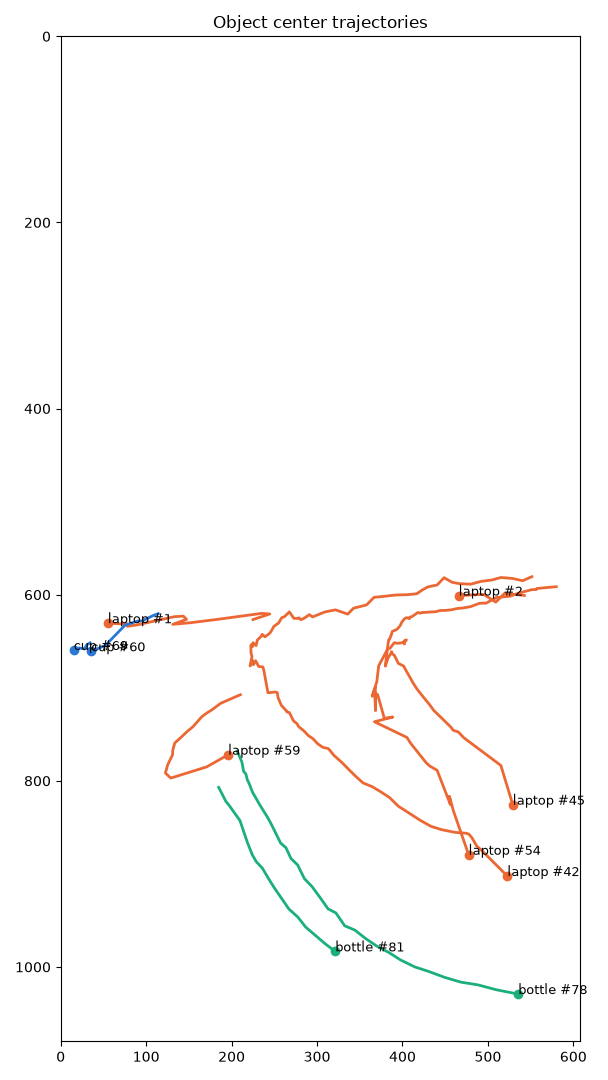 Object center trajectories
0
200
400
600
800
1000
laptop #2
laptop #1
cup #60
laptop #59
laptop #45
laptop #54
laptop #42
bottle #81
bottle #78
0 100 200 300 400 500 600